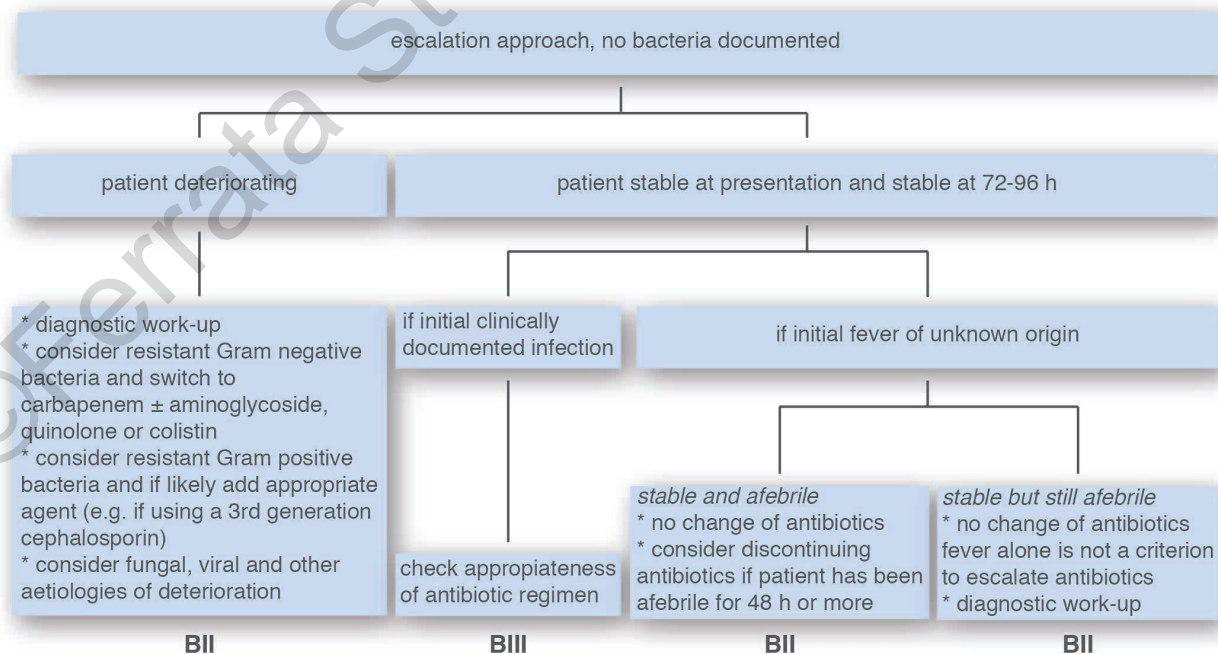 escalation approach, no bacteria documented
patient deteriorating
patient stable at presentation and stable at 72-96 h
* diagnostic work-up
* consider resistant Gram negative
bacteria and switch to
carbapenem ± aminoglycoside,
quinolone or colistin
* consider resistant Gram positive
bacteria and if likely add appropriate
agent (e.g. if using a 3rd generation
cephalosporin)
* consider fungal, viral and other
aetiologies of deterioration
if initial clinically
documented infection
if initial fever of unknown origin
check appropiateness
of antibiotic regimen
stable and afebrile
* no change of antibiotics
* consider discontinuing
antibiotics if patient has been
afebrile for 48 h or more
stable but still afebrile
* no change of antibiotics
fever alone is not a criterion
to escalate antibiotics
* diagnostic work-up
BII
BIII
BII
BII
©Ferrata St